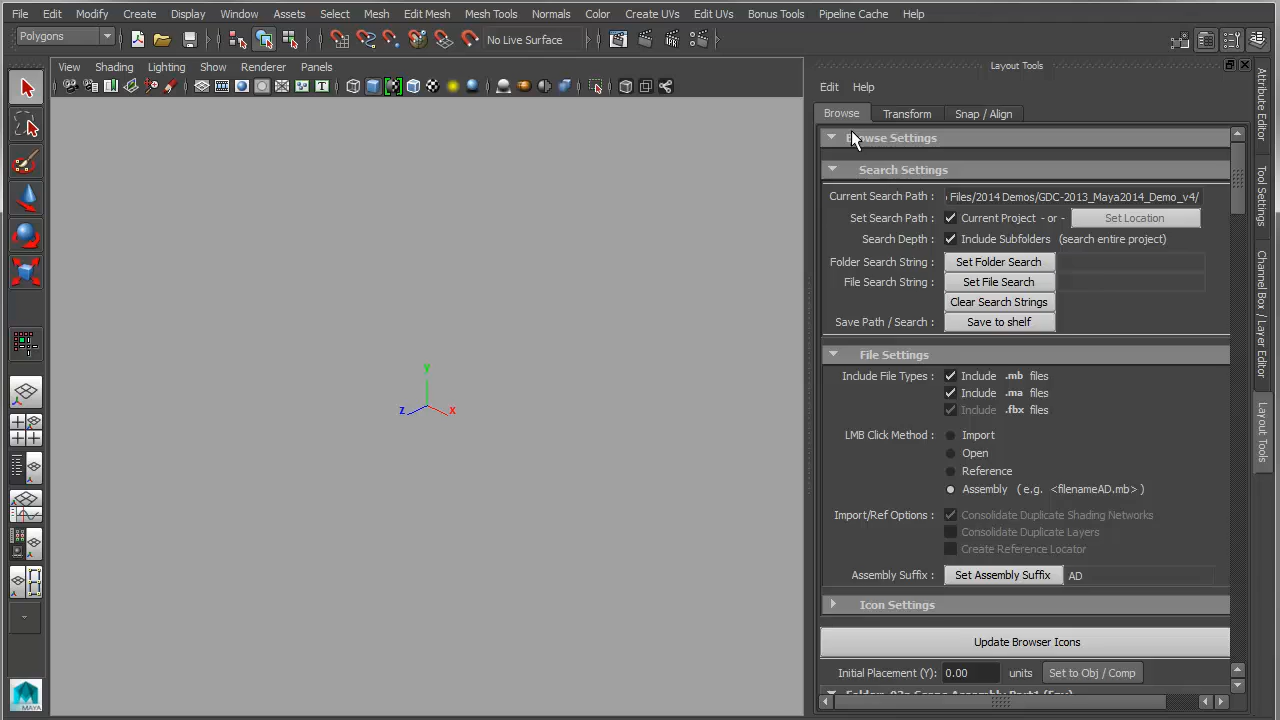 File Edit Modify Create Display Window Assets Select Mesh Edit Mesh Mesh Tools Normals Color Create UVs Edit UVs Bonus Tools Pipeline Cache Help
Polygons No Live Surface
View Shading Lighting Show Renderer Panels
Layout Tools
Edit Help
Browse Transform Snap / Align
Browse Settings
Search Settings
Current Search Path : Files/2014 Demos/GDC-2013_Maya2014_Demo_v4/
Set Search Path : Current Project - or - Set Location
Search Depth : Include Subfolders (search entire project)
Folder Search String : Set Folder Search
File Search String : Set File Search
Clear Search Strings
Save Path / Search : Save to shelf
File Settings
Include File Types : Include .mb files
Include .ma files
Include .fbx files
LMB Click Method : Import
Open
Reference
Assembly ( e.g. <filenameAD.mb> )
Import/Ref Options : Consolidate Duplicate Shading Networks
Consolidate Duplicate Layers
Create Reference Locator
Assembly Suffix : Set Assembly Suffix AD
Icon Settings
Update Browser Icons
Initial Placement (Y): 0.00 units Set to Obj / Comp
Attribute Editor
Tool Settings
Channel Box / Layer Editor
Layout Tools
y
z x
T
MAYA